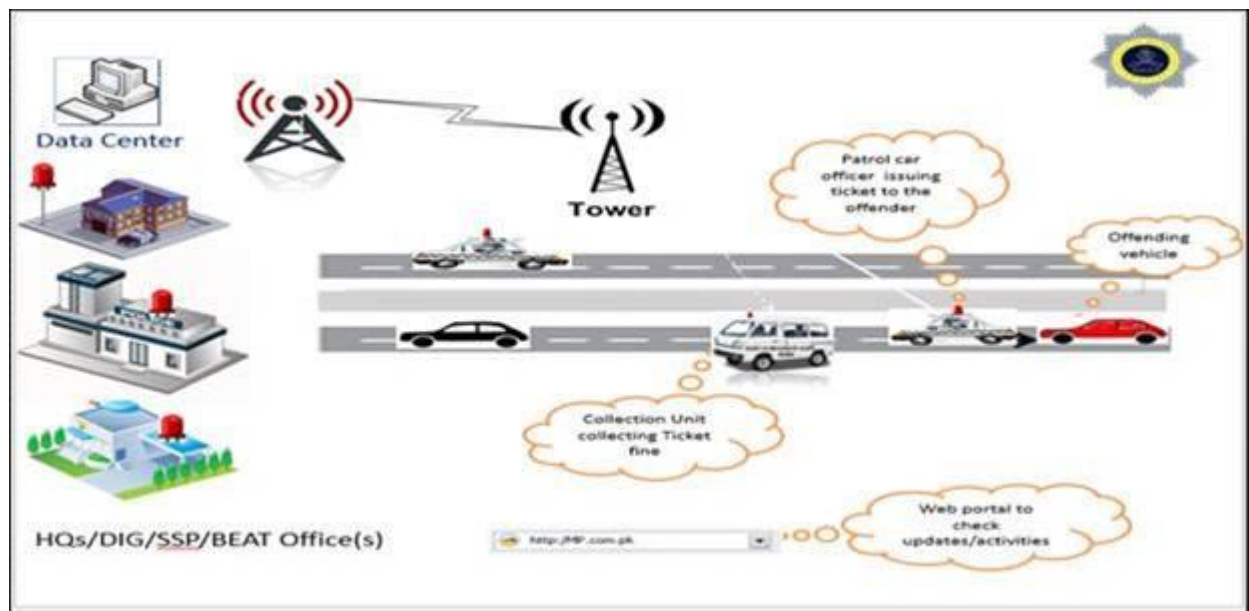 Data Center
Tower
Patrol car
officer issuing
ticket to the
offender
Offending
vehicle
Collection Unit
collecting Ticket
fine
HQs/DIG/SSP/BEAT Office(s)
http://MP.com.pk
Web portal to
check
updates/activities